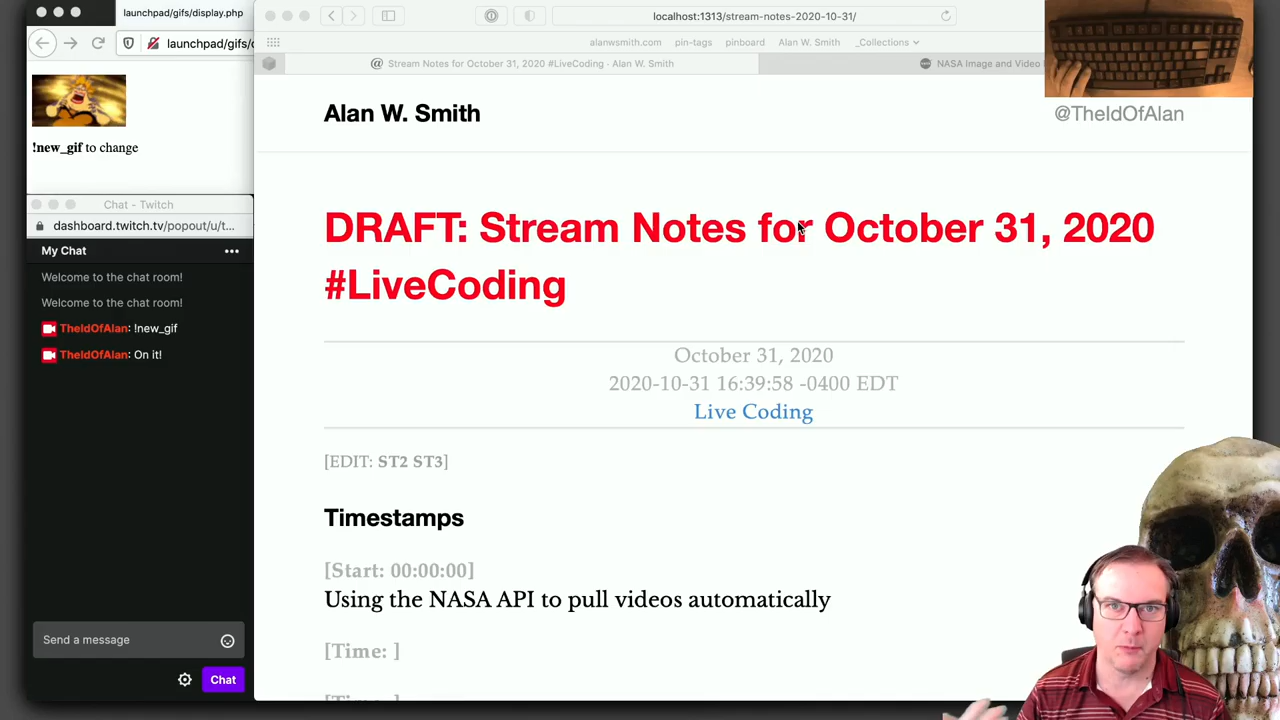 launchpad/gifs/display.php
launchpad/gifs/
!new_gif to change
Chat - Twitch
dashboard.twitch.tv/popout/u/t...
My Chat
Welcome to the chat room!
Welcome to the chat room!
TheIdOfAlan: !new_gif
TheIdOfAlan: On it!
Send a message
Chat
localhost:1313/stream-notes-2020-10-31/
alanwsmith.com
pin-tags
pinboard
Alan W. Smith
_Collections
@ Stream Notes for October 31, 2020 #LiveCoding - Alan W. Smith
NASA Image and Video
Alan W. Smith
@TheIdOfAlan
DRAFT: Stream Notes for October 31, 2020
#LiveCoding
October 31, 2020
2020-10-31 16:39:58 -0400 EDT
Live Coding
[EDIT: ST2 ST3]
Timestamps
[Start: 00:00:00]
Using the NASA API to pull videos automatically
[Time: ]